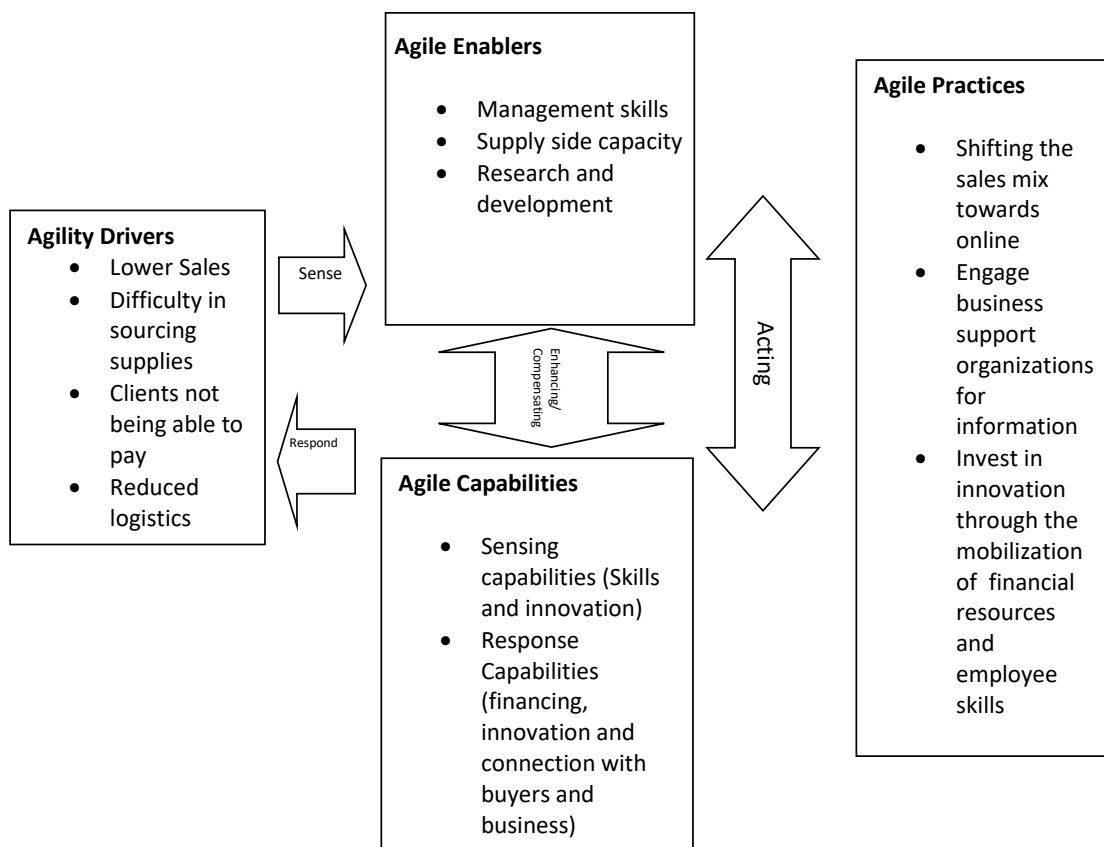 Agile Enablers
• Management skills
• Supply side capacity
• Research and
development
Agile Practices
• Shifting the
sales mix
towards
online
• Engage
business
support
organizations
for
information
• Invest in
innovation
through the
mobilization
of financial
resources
and
employee
skills
Agility Drivers
• Lower Sales
• Difficulty in
sourcing
supplies
• Clients not
being able to
pay
• Reduced
logistics
Sense
Respond
Enhancing/
Compensating
Acting
Agile Capabilities
• Sensing
capabilities (Skills
and innovation)
• Response
Capabilities
(financing,
innovation and
connection with
buyers and
business)